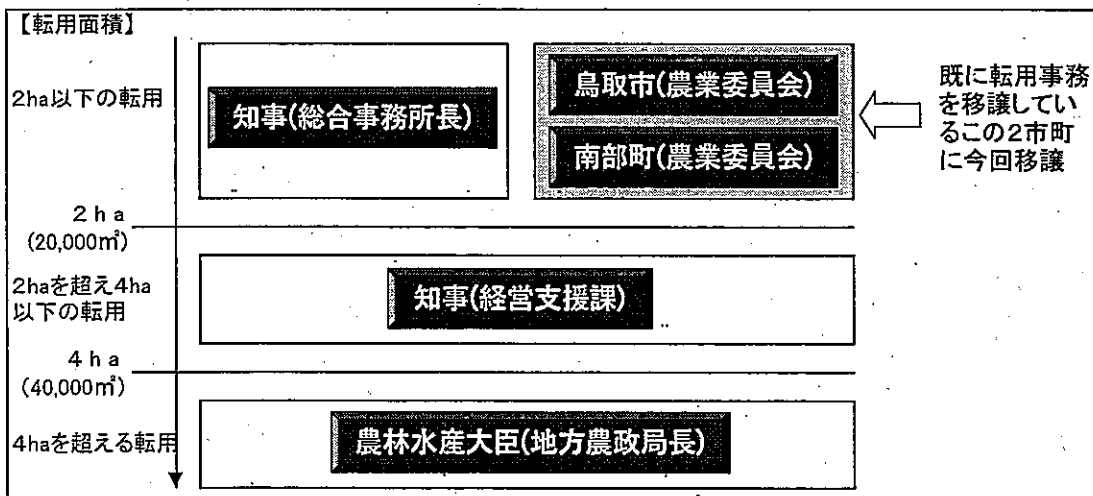 【転用面積】
2ha以下の転用
知事(総合事務所長)
鳥取市(農業委員会)
南部町(農業委員会)
既に転用事務
を移譲してい
るこの2市町
に今回移譲
2ha
(20,000㎡)
2haを超え4ha
以下の転用
知事(経営支援課)
4ha
(40,000㎡)
4haを超える転用
農林水産大臣(地方農政局長)